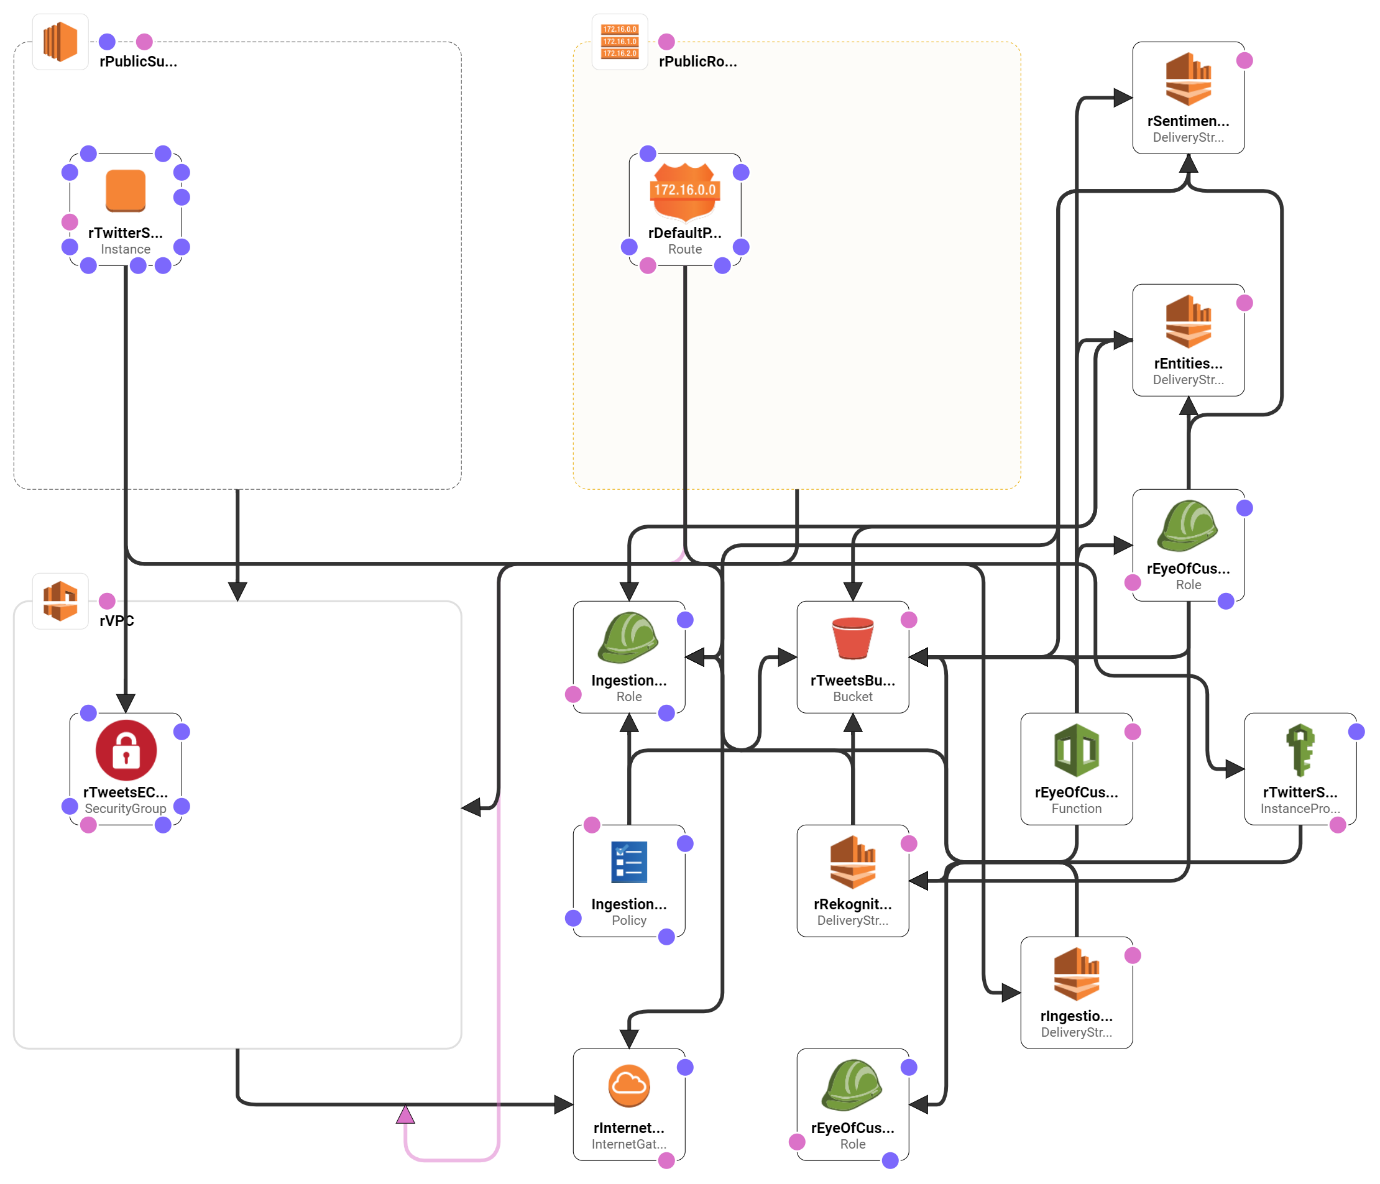 rPublicSu...
172.16.0.0
172.16.1.0
172.16.2.0
rPublicRo...
rSentimen...
DeliveryStr...
rTwitterS...
Instance
172.16.0.0
rDefaultP...
Route
rEntities...
DeliveryStr...
rEyeOfCus...
Role
rVPC
Ingestion...
Role
rTweetsBu...
Bucket
rTweetsEC...
SecurityGroup
rEyeOfCus...
Function
rTwitterS...
InstancePro...
Ingestion...
Policy
rRekognit...
DeliveryStr...
rIngestio...
DeliveryStr...
rInternet...
InternetGat...
rEyeOfCus...
Role